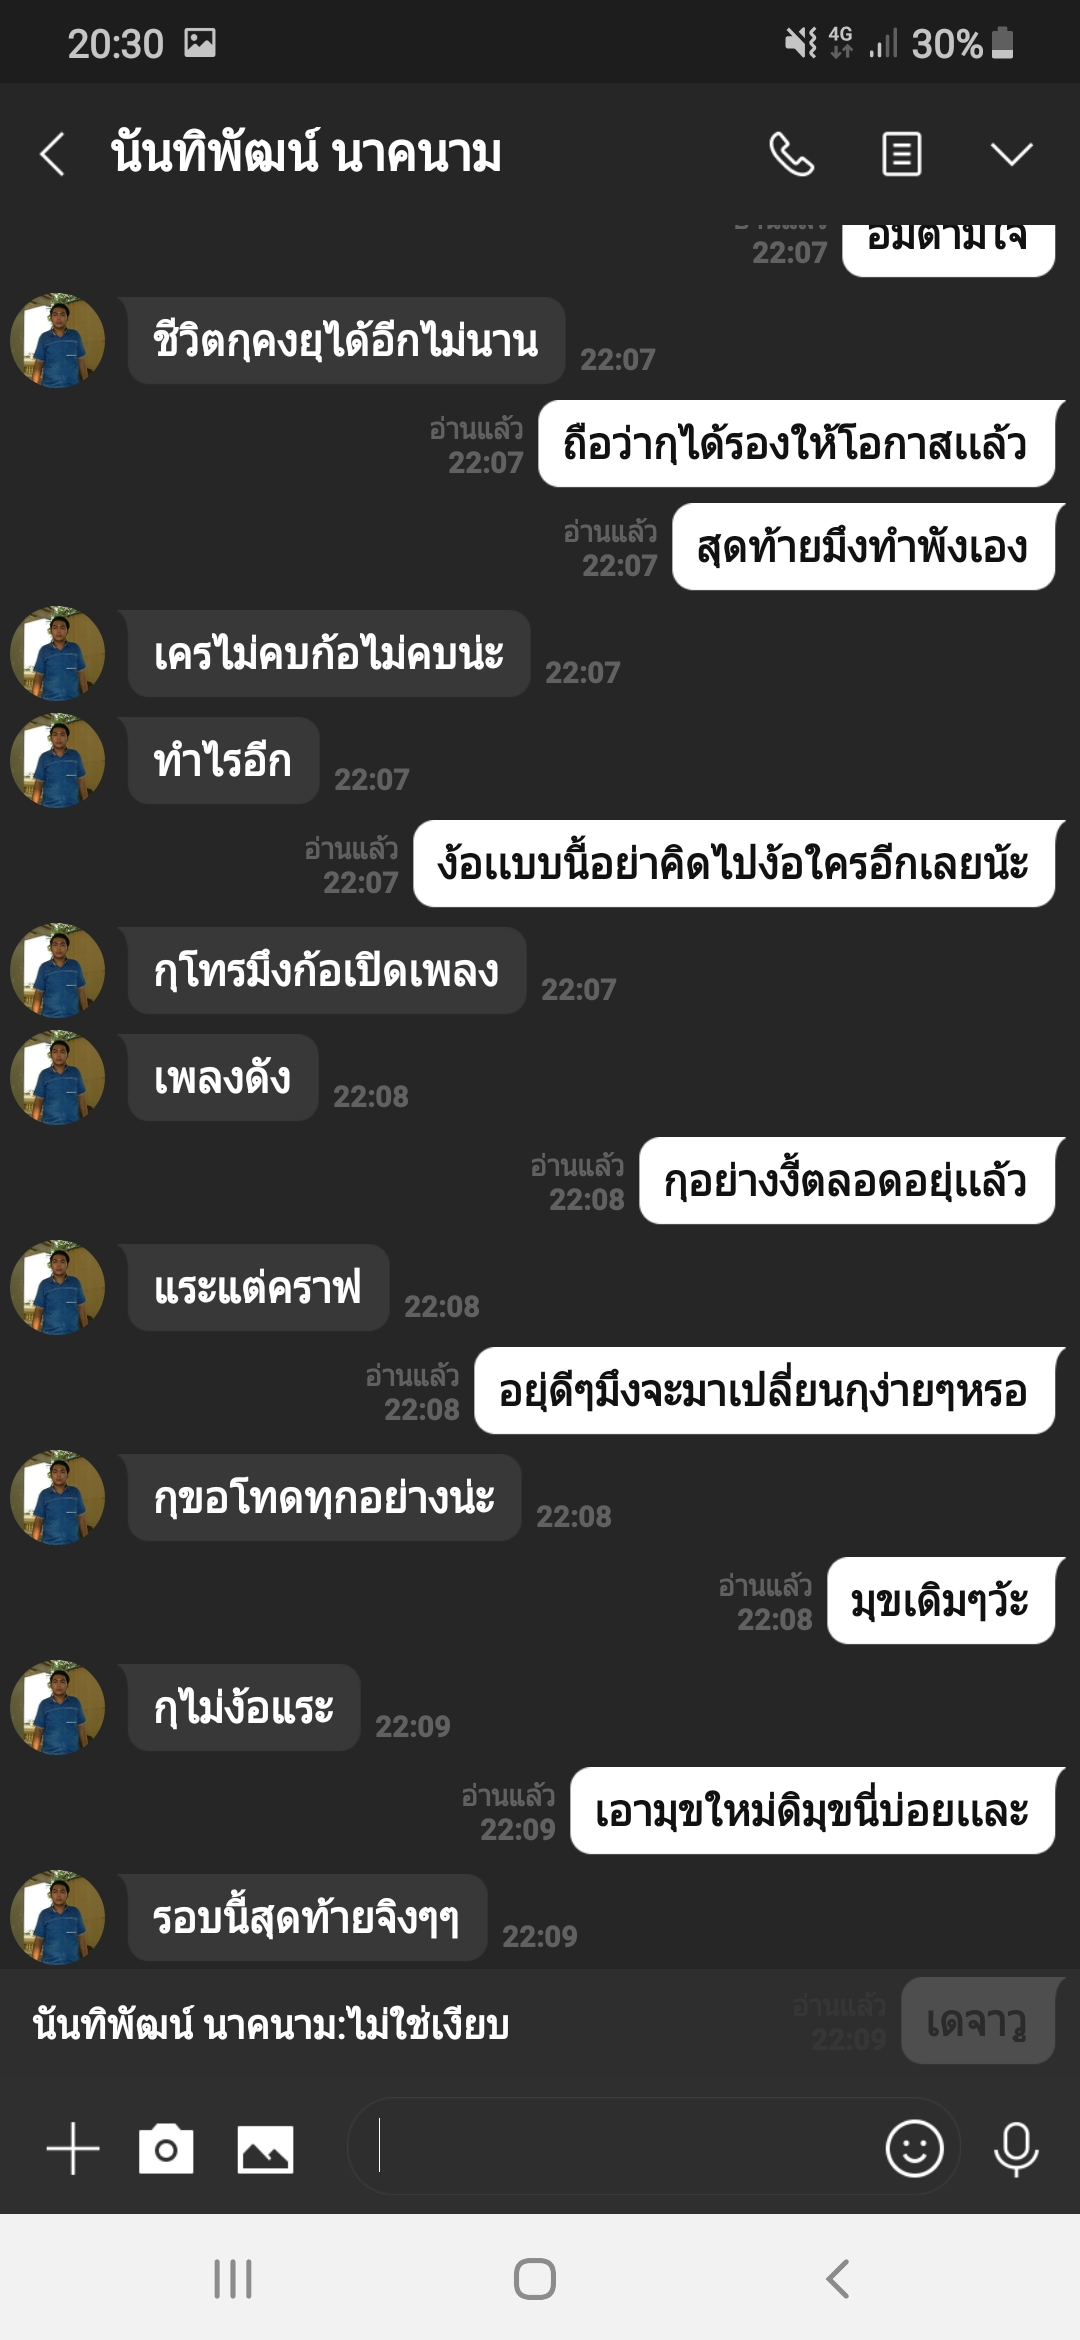 20:30
4G
30%
นันทิพัฒน์ นาคนาม
22:07
อืมตามใจ
ชีวิตกุคงยุได้อีกไม่นาน
22:07
อ่านแล้ว
22:07
ถือว่ากุได้รองให้โอกาสแล้ว
อ่านแล้ว
22:07
สุดท้ายมึงทำพังเอง
เครไม่คบก้อไม่คบน่ะ
22:07
ทำไรอีก
22:07
อ่านแล้ว
22:07
ง้อแบบนี้อย่าคิดไปง้อใครอีกเลยน้ะ
กุโทรมึงก้อเปิดเพลง
22:07
เพลงดัง
22:08
อ่านแล้ว
22:08
กุอย่างงี้ตลอดอยุ่แล้ว
แระแต่คราฟ
22:08
อ่านแล้ว
22:08
อยุ่ดีๆมึงจะมาเปลี่ยนกุง่ายๆหรอ
กุขอโทดทุกอย่างน่ะ
22:08
อ่านแล้ว
22:08
มุขเดิมๆว้ะ
กุไม่ง้อแระ
22:09
อ่านแล้ว
22:09
เอามุขใหม่ดิมุขนี่บ่อยและ
รอบนี้สุดท้ายจิงๆๆ
22:09
นันทิพัฒน์ นาคนาม:ไม่ใช่เงียบ
อ่านแล้ว
22:09
เดจาวู